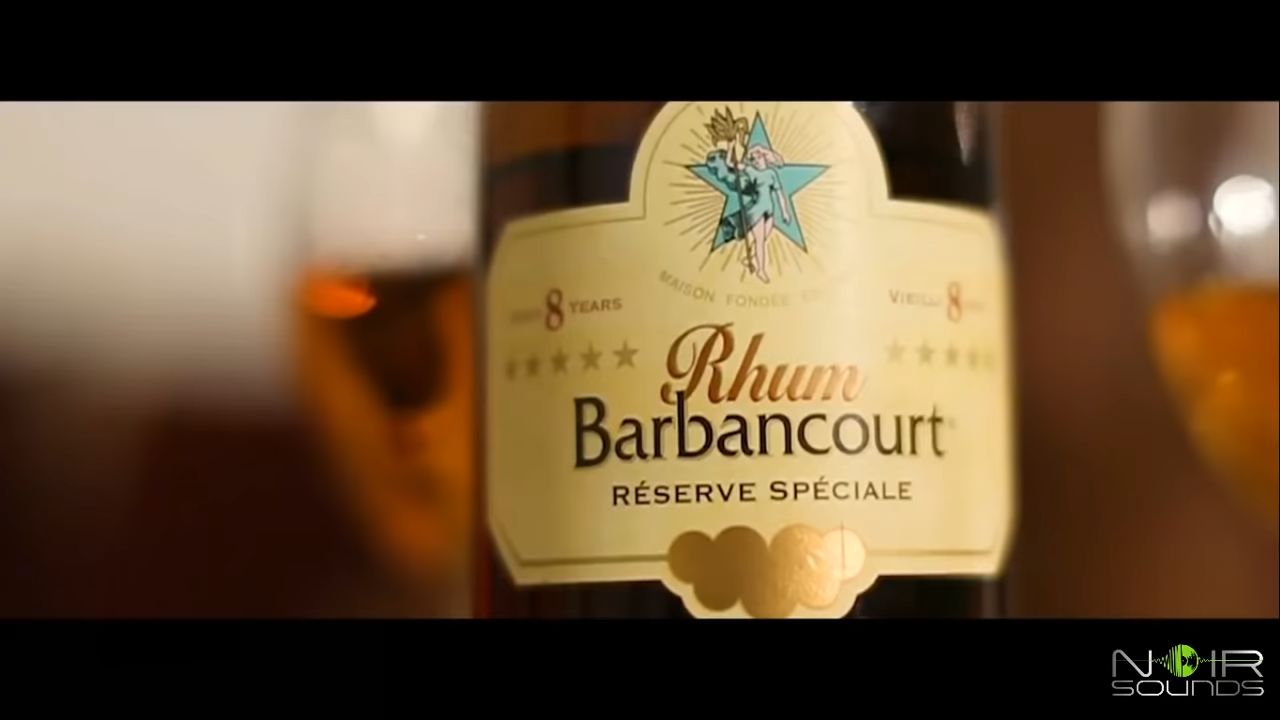 MAISON FONDÉE
8 YEARS
VIEILLI 8
Rhum
Barbancourt
RÉSERVE SPÉCIALE
NOIR
SOUNDS